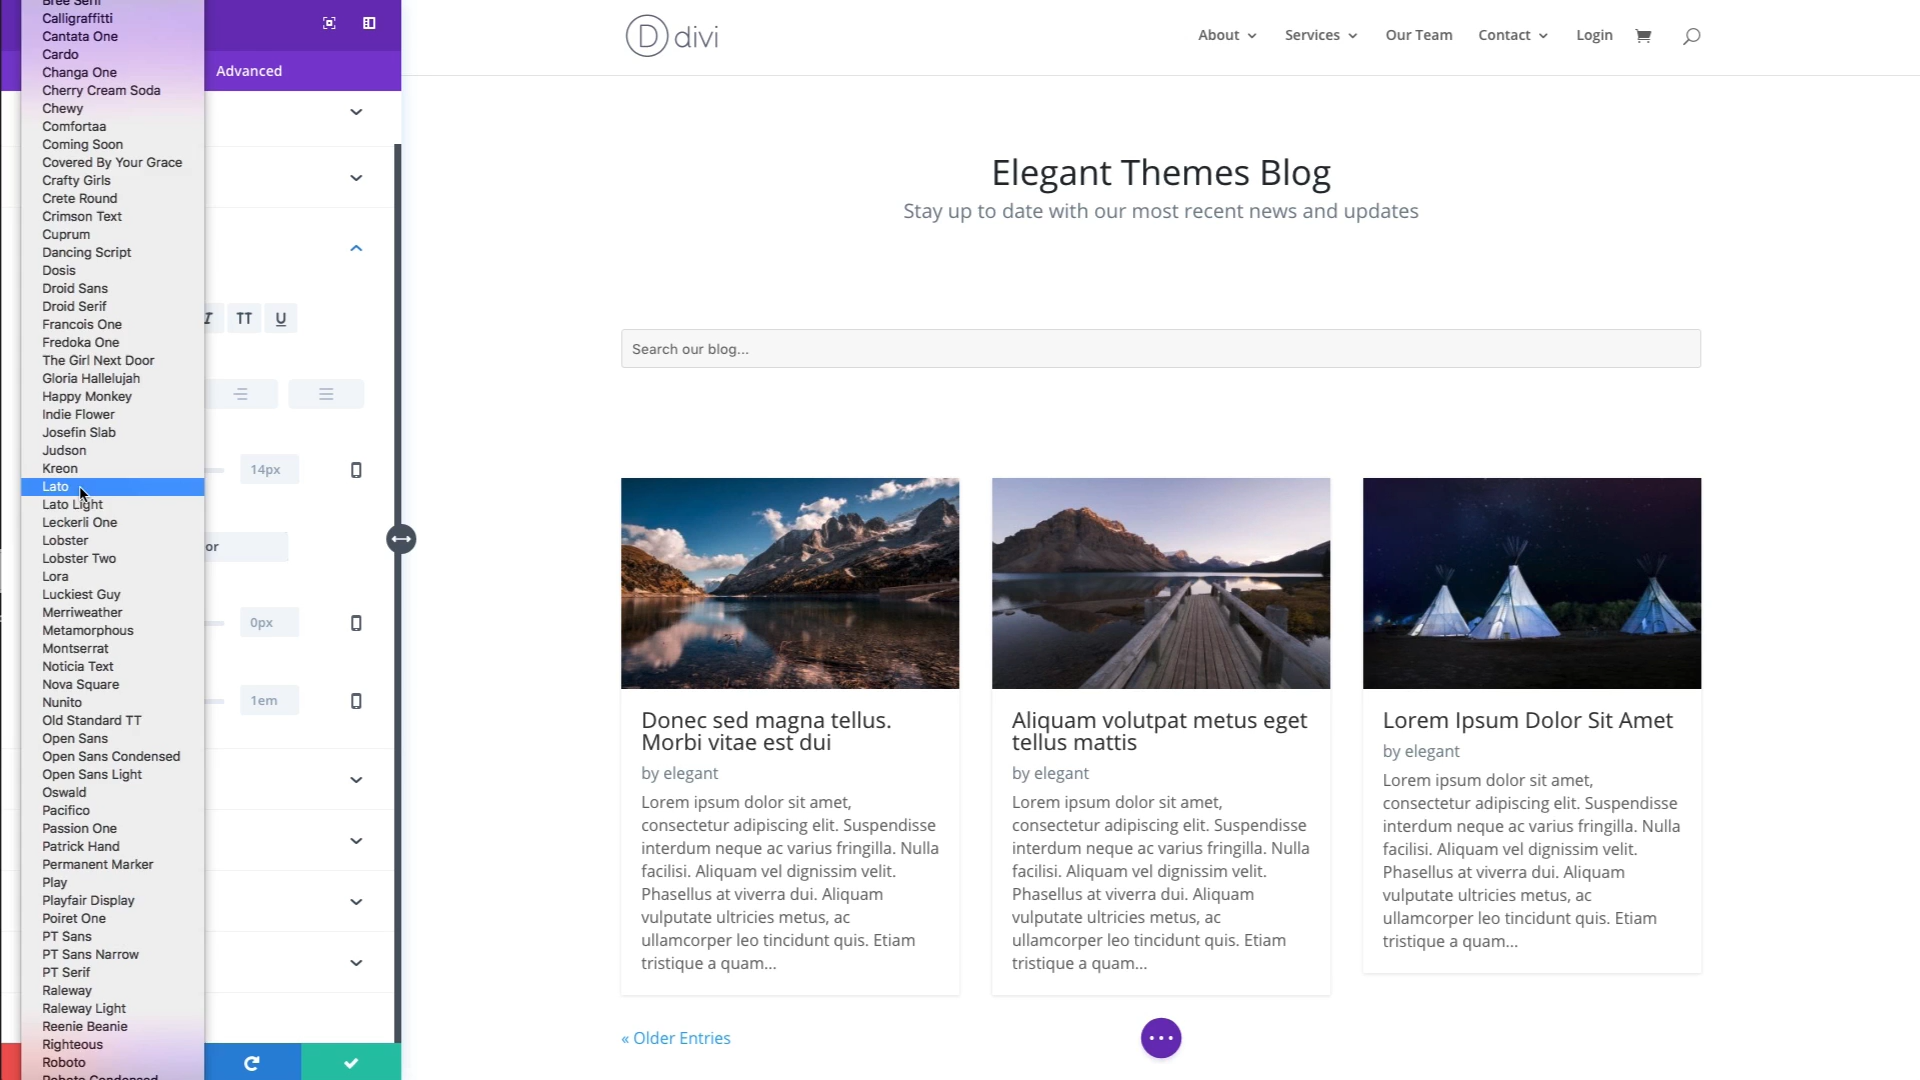 Bree Serif
Calligraffitti
Cantata One
Cardo
Changa One
Cherry Cream Soda
Chewy
Comfortaa
Coming Soon
Covered By Your Grace
Crafty Girls
Crete Round
Crimson Text
Cuprum
Dancing Script
Dosis
Droid Sans
Droid Serif
Francois One
Fredoka One
The Girl Next Door
Gloria Hallelujah
Happy Monkey
Indie Flower
Josefin Slab
Judson
Kreon
Lato
Lato Light
Leckerli One
Lobster
Lobster Two
Lora
Luckiest Guy
Merriweather
Metamorphous
Montserrat
Noticia Text
Nova Square
Nunito
Old Standard TT
Open Sans
Open Sans Condensed
Open Sans Light
Oswald
Pacifico
Passion One
Patrick Hand
Permanent Marker
Play
Playfair Display
Poiret One
PT Sans
PT Sans Narrow
PT Serif
Raleway
Raleway Light
Reenie Beanie
Righteous
Roboto
Roboto Condensed
Advanced
I TT U
14px
or
0px
1em
D divi
About Services Our Team Contact Login
Elegant Themes Blog
Stay up to date with our most recent news and updates
Search our blog...
Donec sed magna tellus.
Morbi vitae est dui
by elegant
Lorem ipsum dolor sit amet,
consectetur adipiscing elit. Suspendisse
interdum neque ac varius fringilla. Nulla
facilisi. Aliquam vel dignissim velit.
Phasellus at viverra dui. Aliquam
vulputate ultricies metus, ac
ullamcorper leo tincidunt quis. Etiam
tristique a quam...
Aliquam volutpat metus eget
tellus mattis
by elegant
Lorem ipsum dolor sit amet,
consectetur adipiscing elit. Suspendisse
interdum neque ac varius fringilla. Nulla
facilisi. Aliquam vel dignissim velit.
Phasellus at viverra dui. Aliquam
vulputate ultricies metus, ac
ullamcorper leo tincidunt quis. Etiam
tristique a quam...
Lorem Ipsum Dolor Sit Amet
by elegant
Lorem ipsum dolor sit amet,
consectetur adipiscing elit. Suspendisse
interdum neque ac varius fringilla. Nulla
facilisi. Aliquam vel dignissim velit.
Phasellus at viverra dui. Aliquam
vulputate ultricies metus, ac
ullamcorper leo tincidunt quis. Etiam
tristique a quam...
« Older Entries